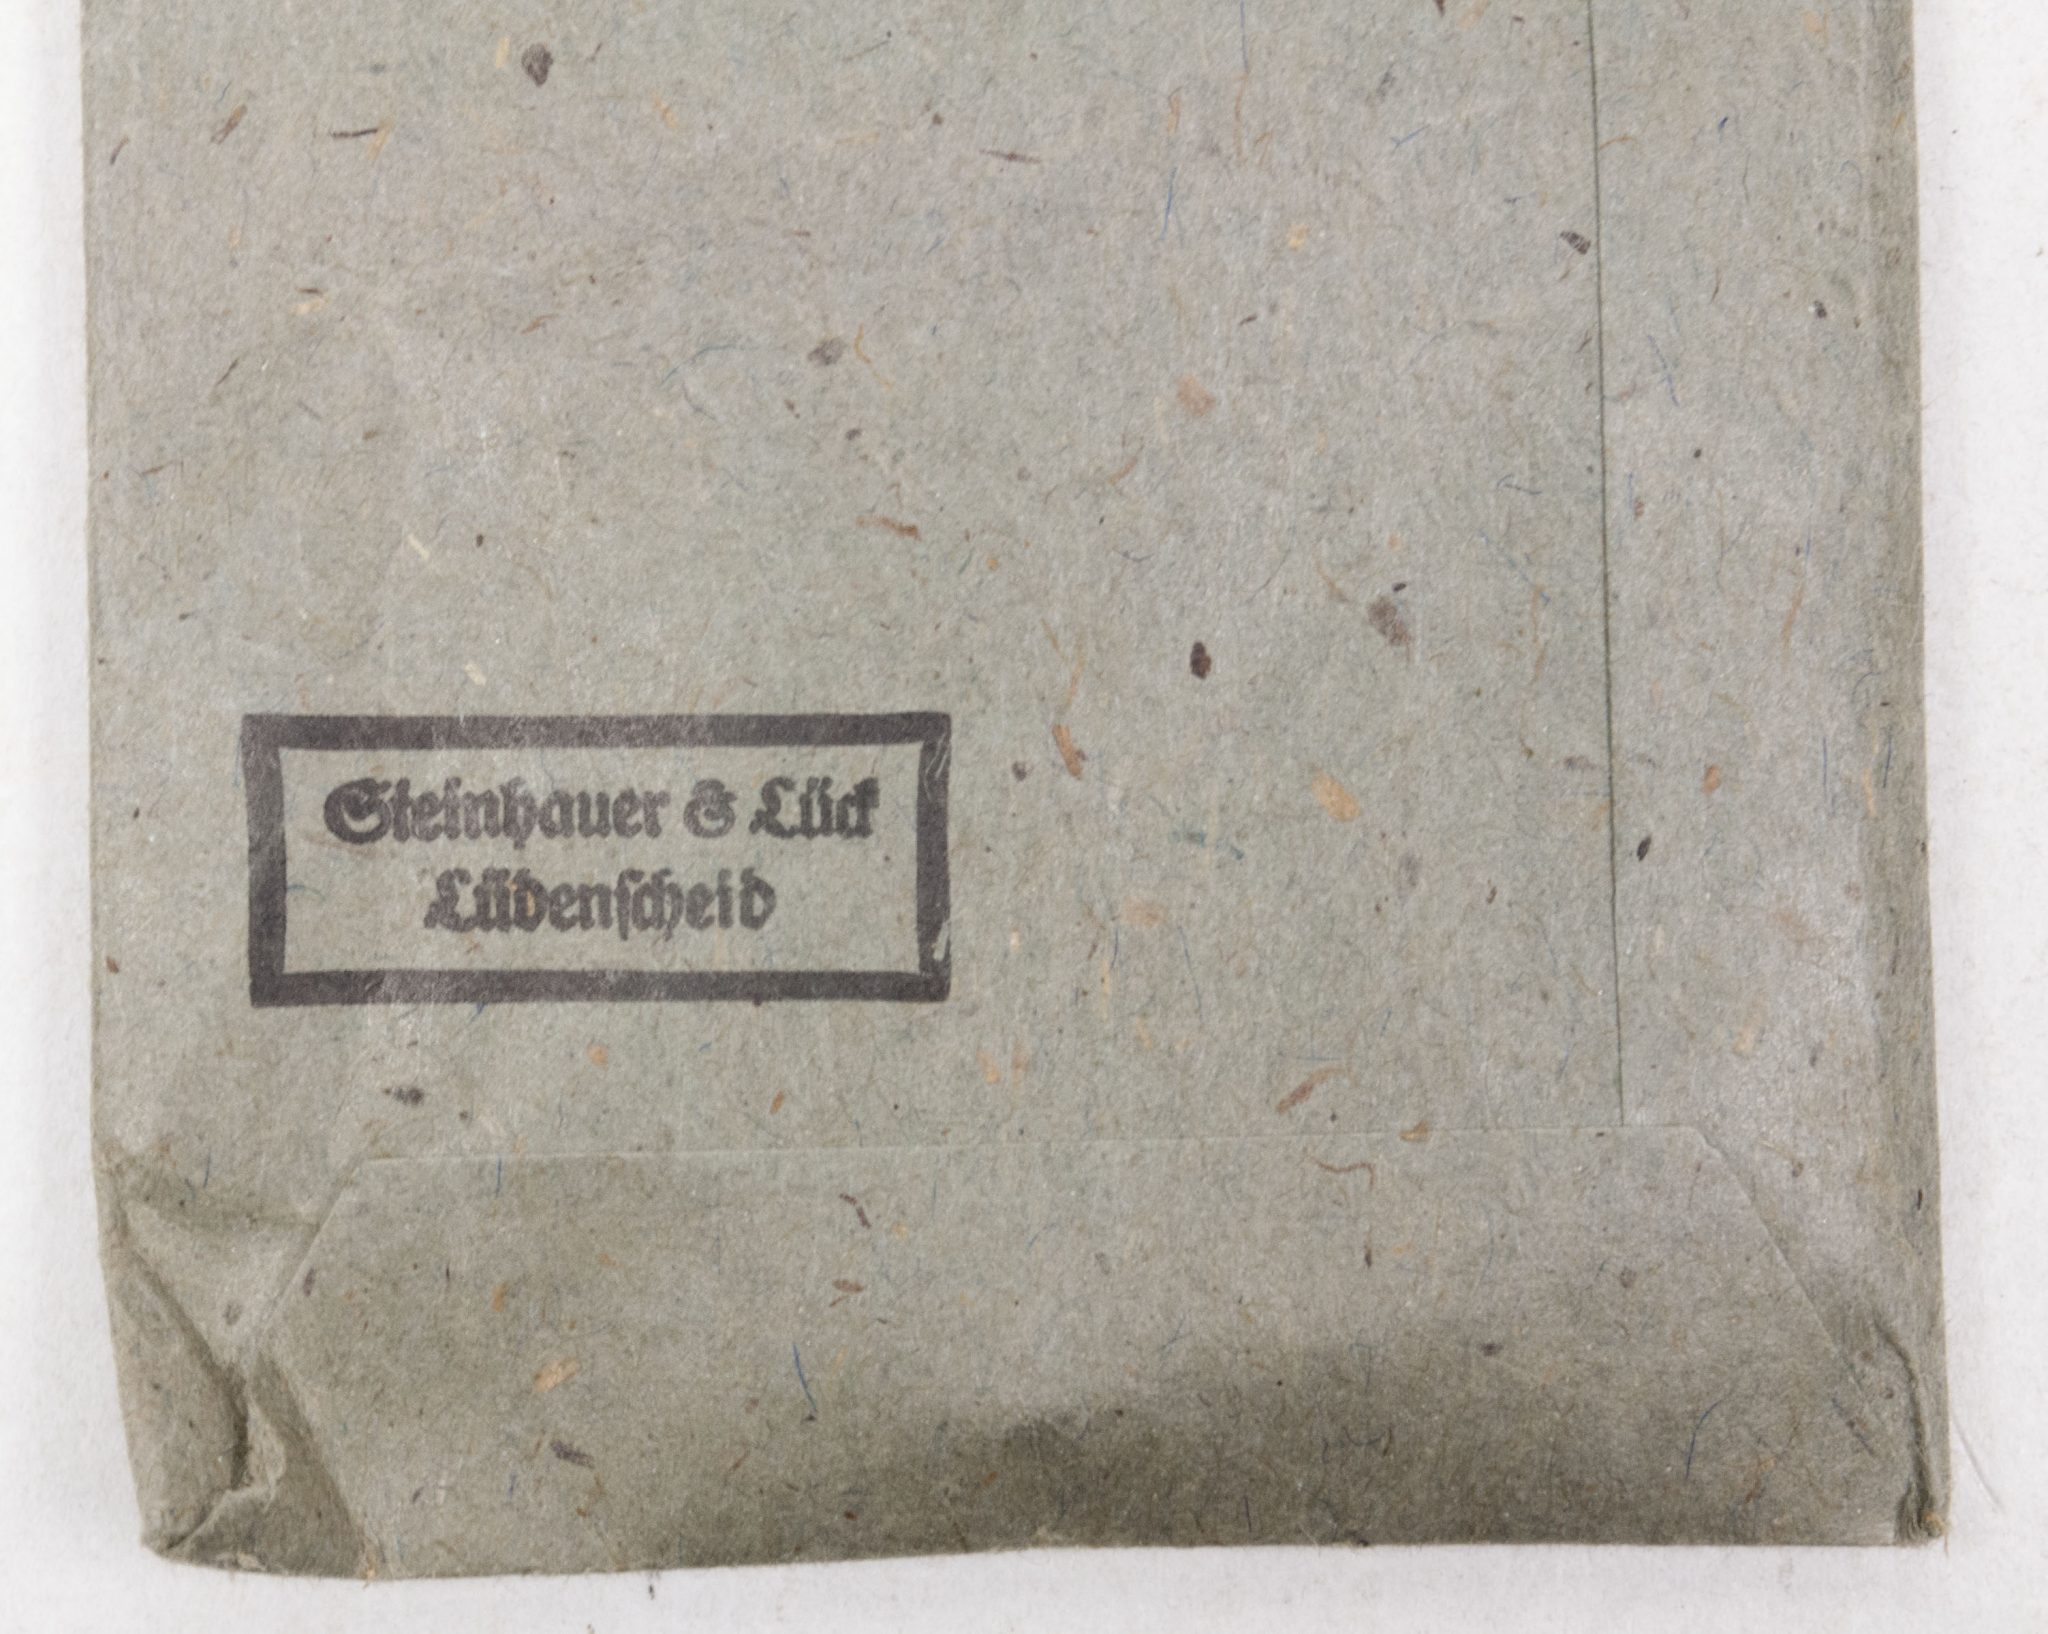 Steinhauer & Lück
Lüdenscheid